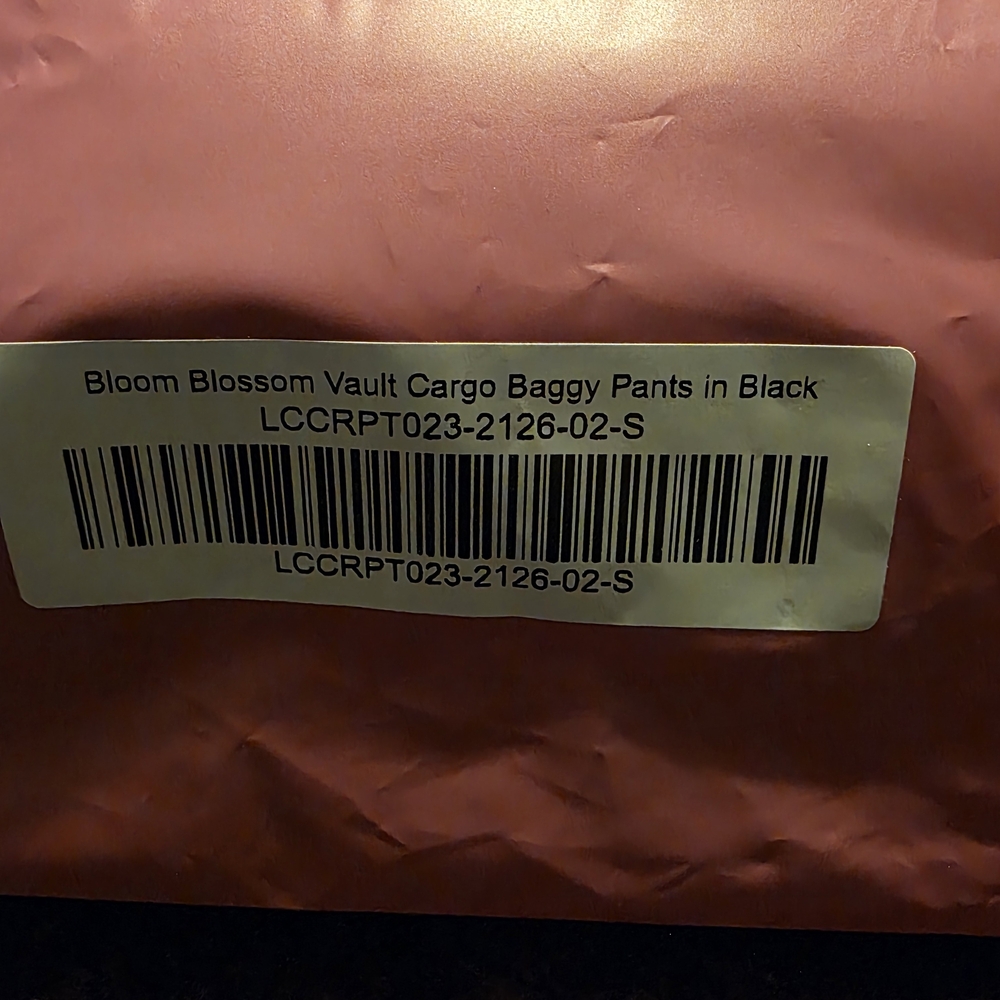 Bloom Blossom Vault Cargo Baggy Pants in Black
LCCRPT023-2126-02-S
LCCRPT023-2126-02-S